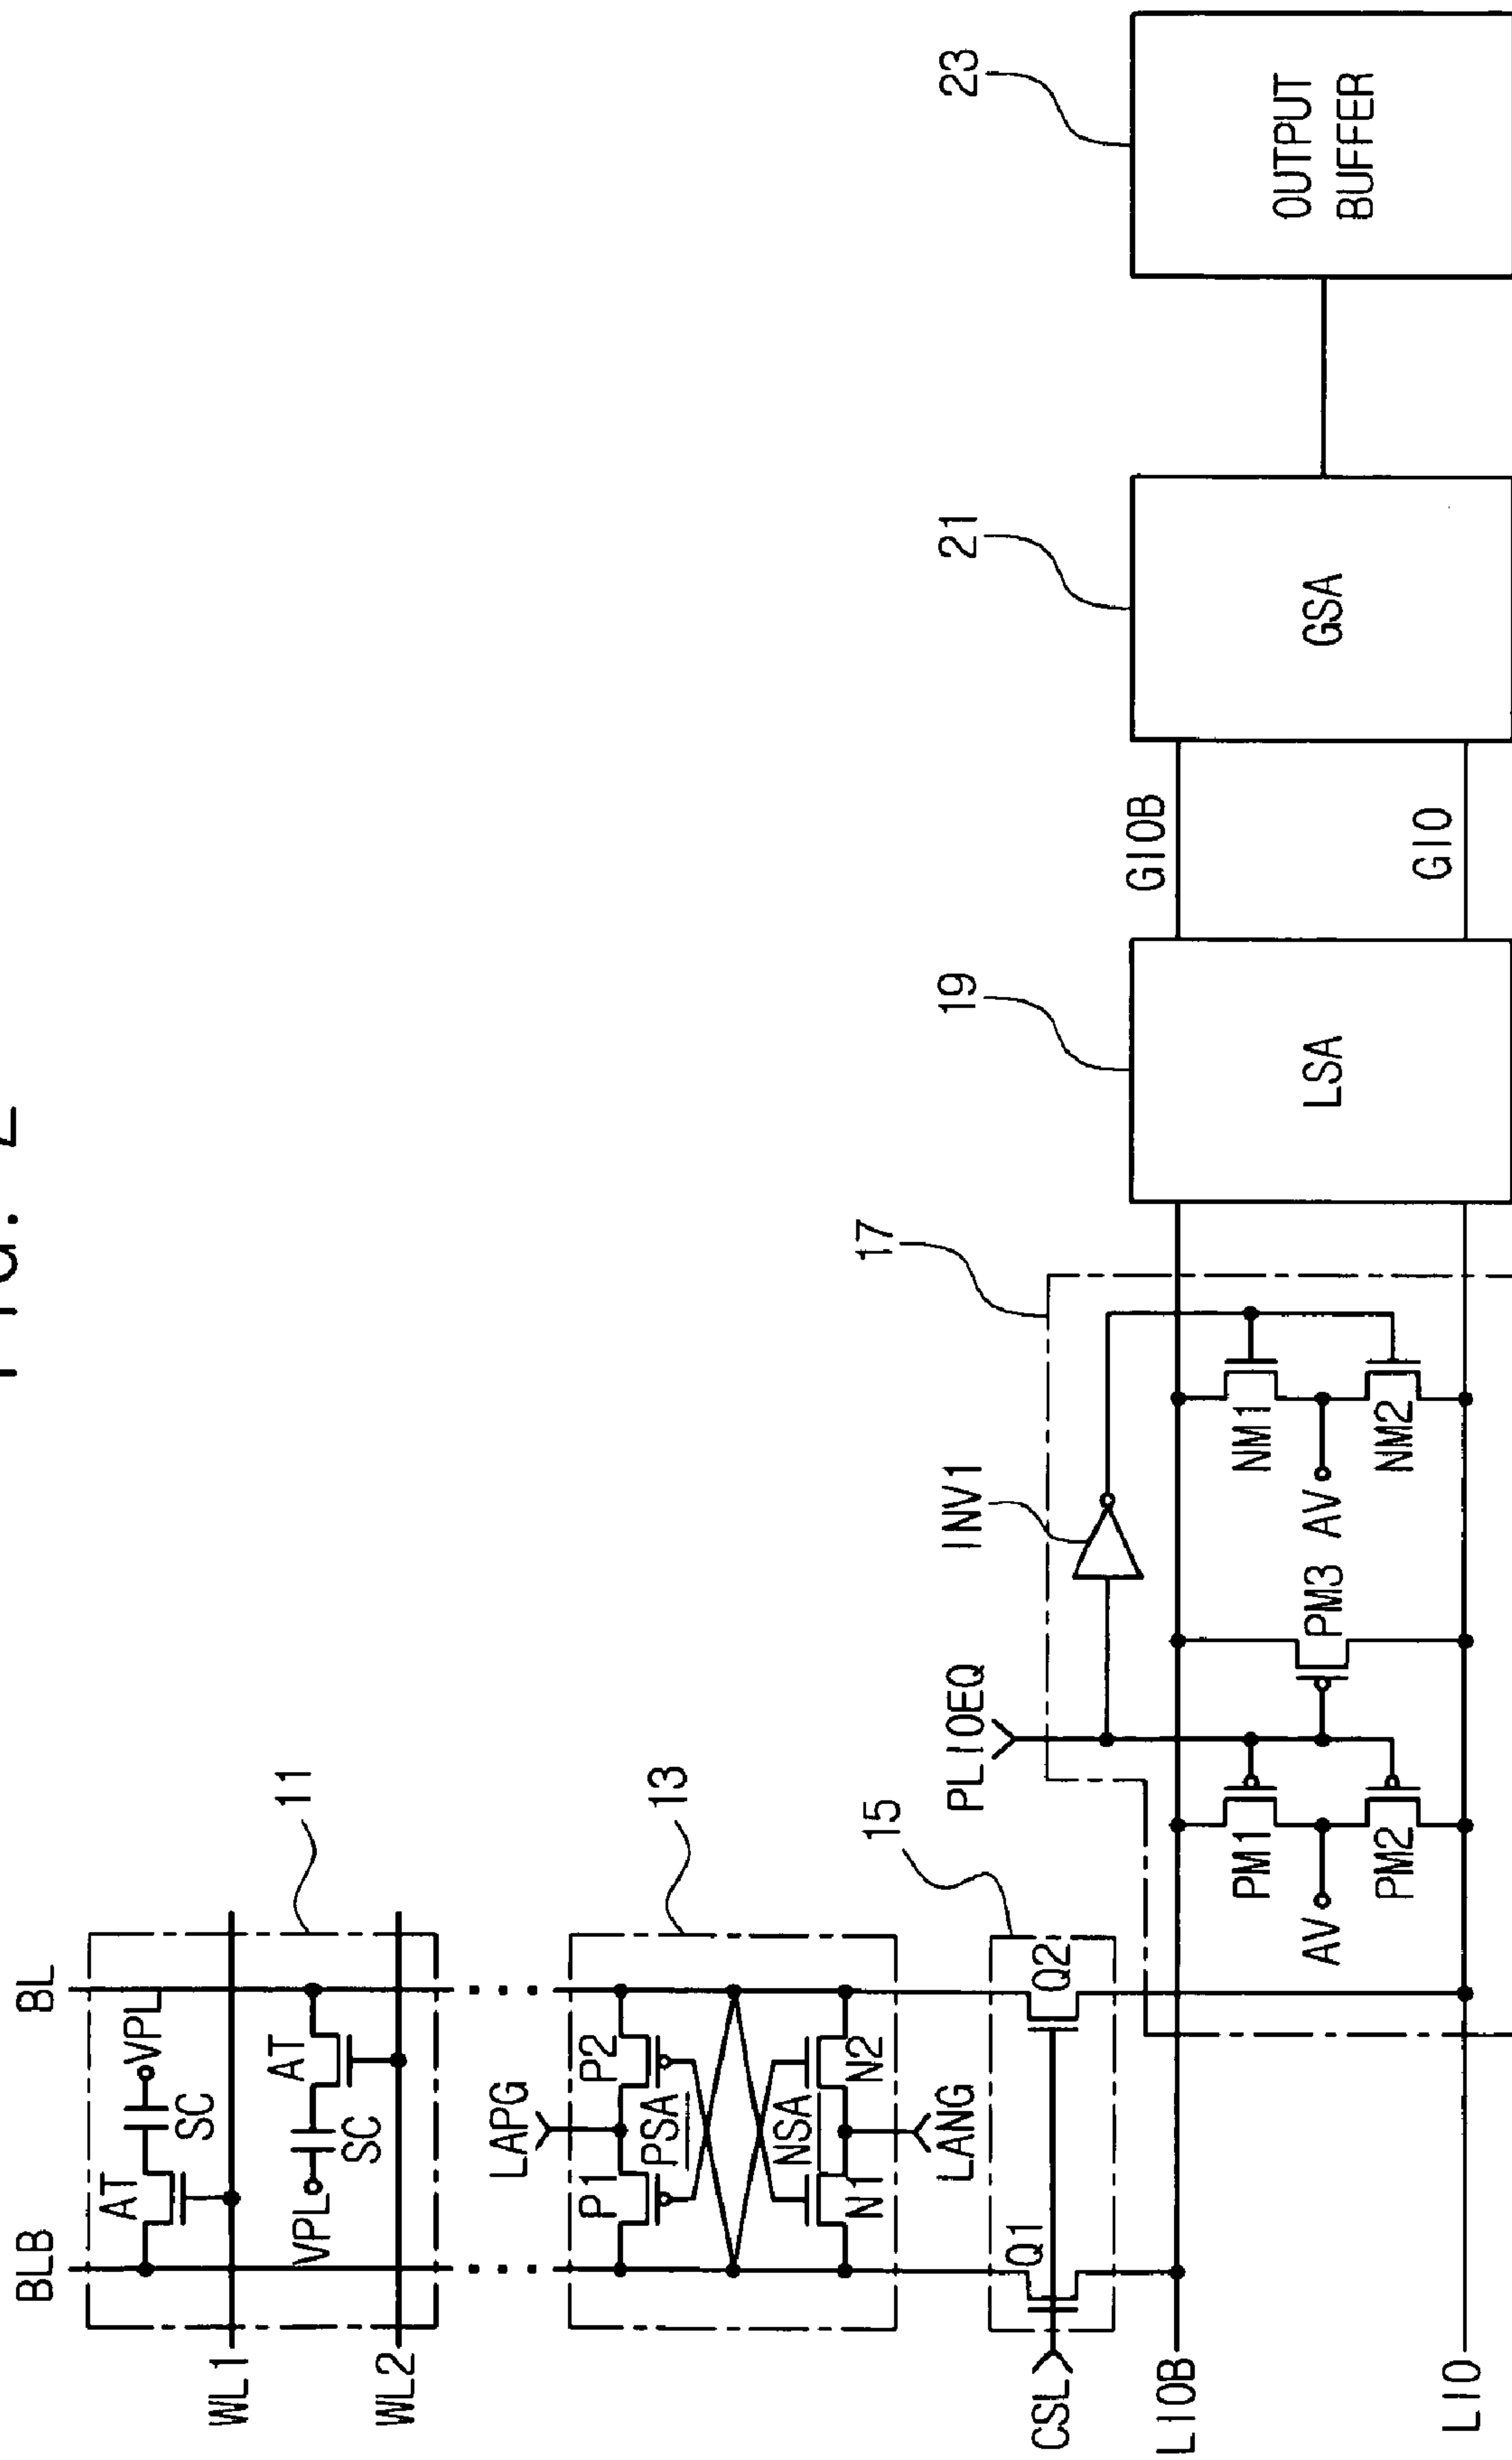 FIG. 2
BLB
BL
11
AT
SC
VPL
WL1
VPL
SC
AT
WL2
LAPG
13
P1
P2
PSA
NSA
N1
N2
LANG
15
Q1
Q2
CSL
PLIOEQ
INV1
17
19
21
23
LIOB
PM1
PM3
NM1
AV
AV
PM2
NM2
LIO
LSA
GIOB
GIO
GSA
OUTPUT
BUFFER